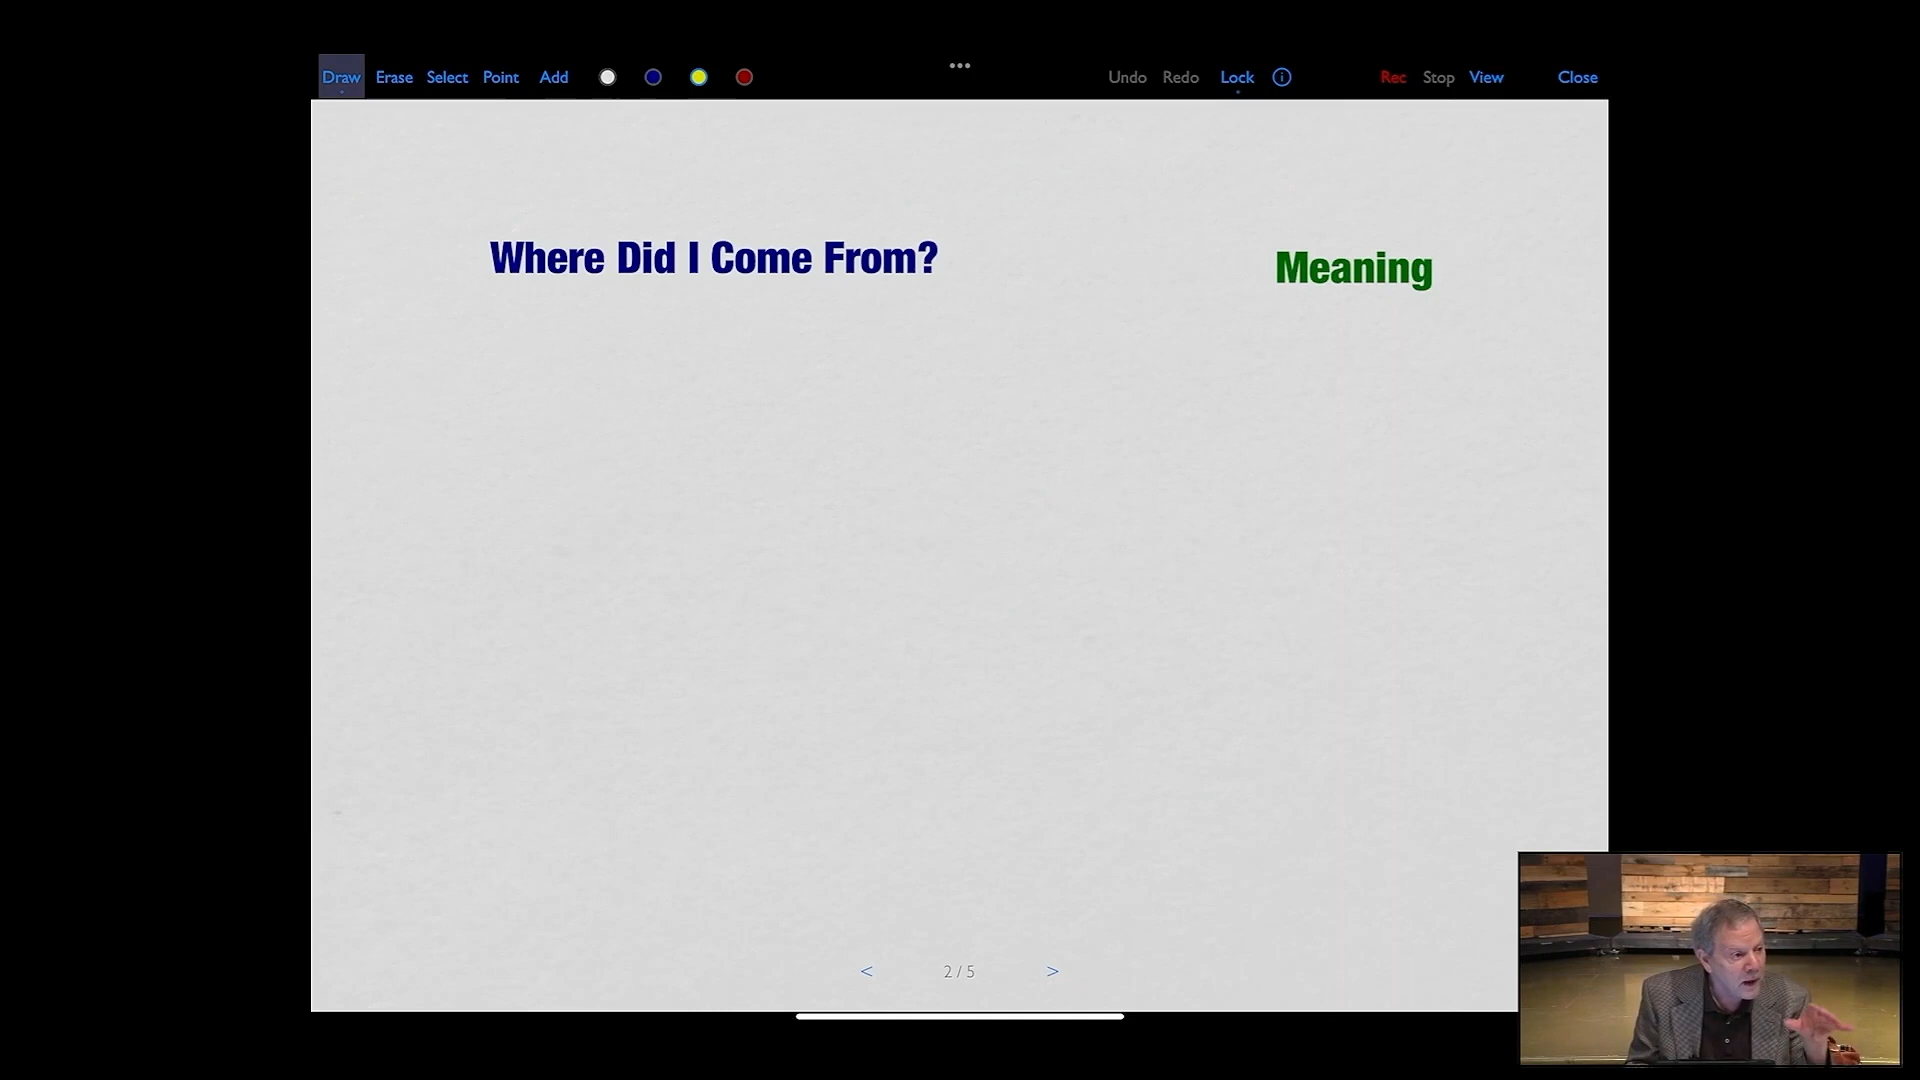 Draw Erase Select Point Add ••• Undo Redo Lock Rec Stop View Close
Where Did I Come From? Meaning
< 2 / 5 >